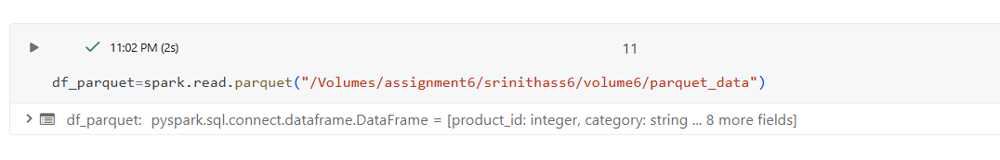 11:02 PM (2s)
11
df_parquet=spark.read.parquet("/Volumes/assignment6/srinithass6/volume6/parquet_data")
df_parquet: pyspark.sql.connect.dataframe.DataFrame = [product_id: integer, category: string ... 8 more fields]